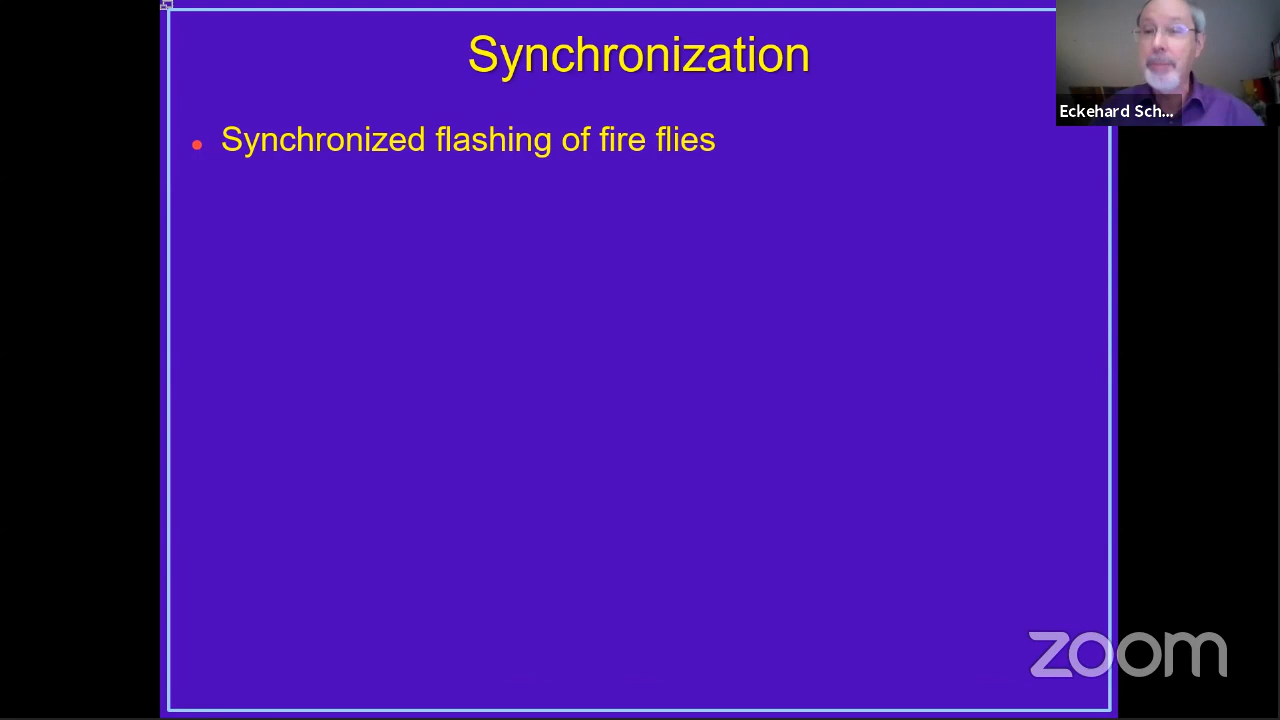 Synchronization
Eckehard Sch...
• Synchronized flashing of fire flies
zoom